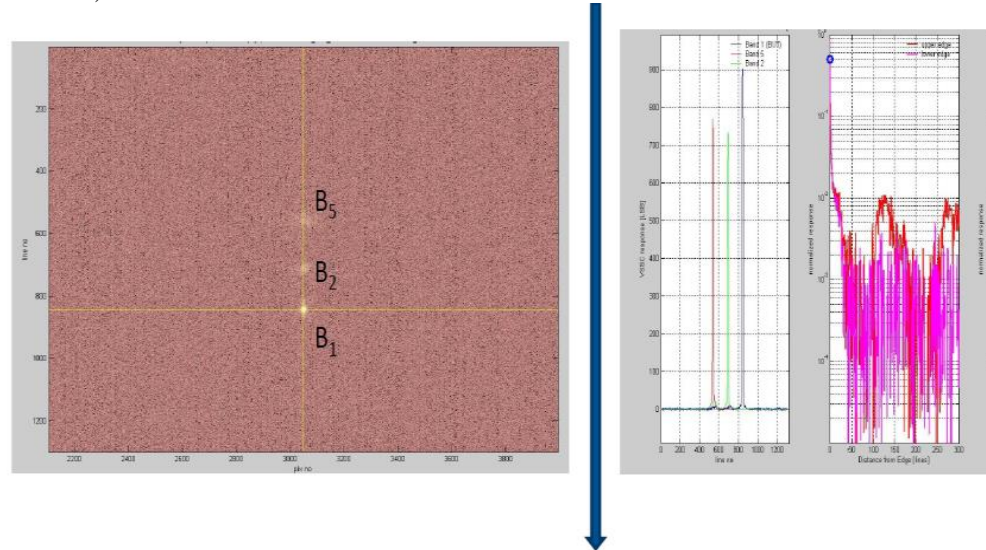 200
400
600
800
1000
1200
line no
B5
B2
B1
2200 2400 2600 2800 3000 3200 3400 3600 3800
pix no
Band 1 (BUT)
Band 5
Band 2
900
800
700
600
500
400
300
200
100
0
0 200 400 600 800 1000 1200
line no
upper edge
lower edge
normalized response
0 50 100 150 200 250 300
Distance from Edge [lines]
normalized response